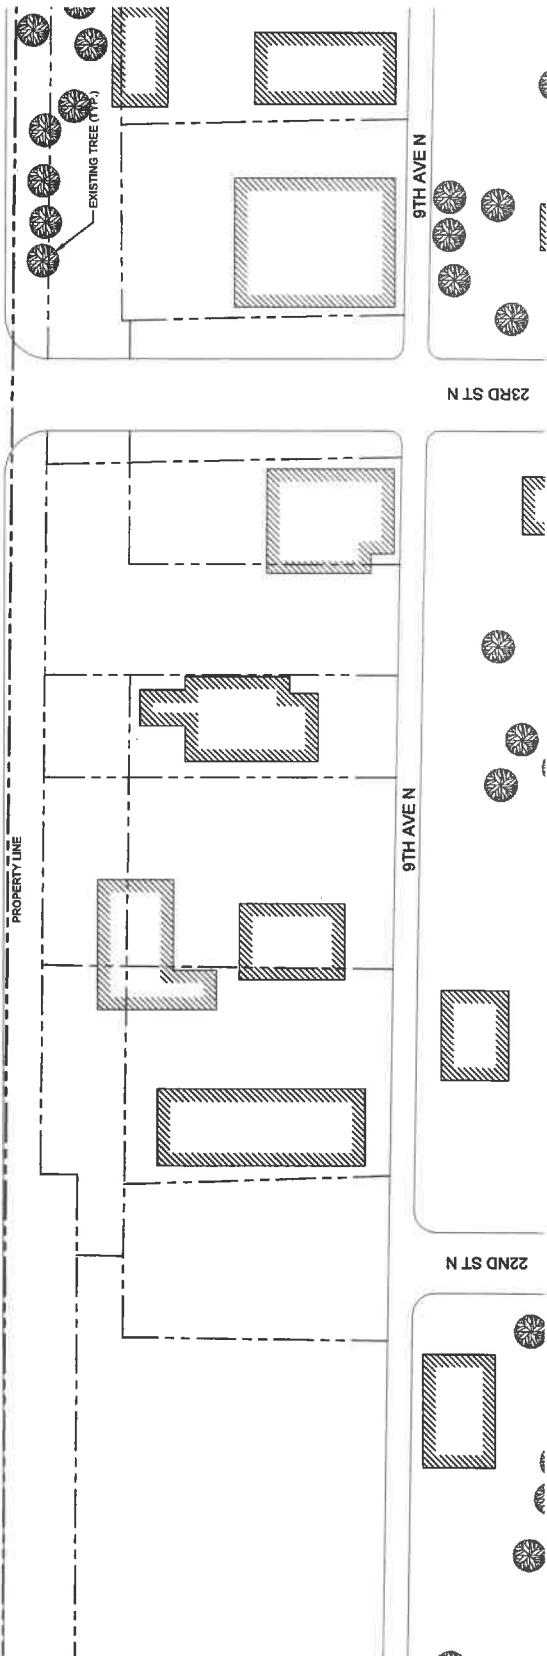 EXISTING TREE (TYP.)
9TH AVE N
23RD ST N
PROPERTY LINE
9TH AVE N
22ND ST N